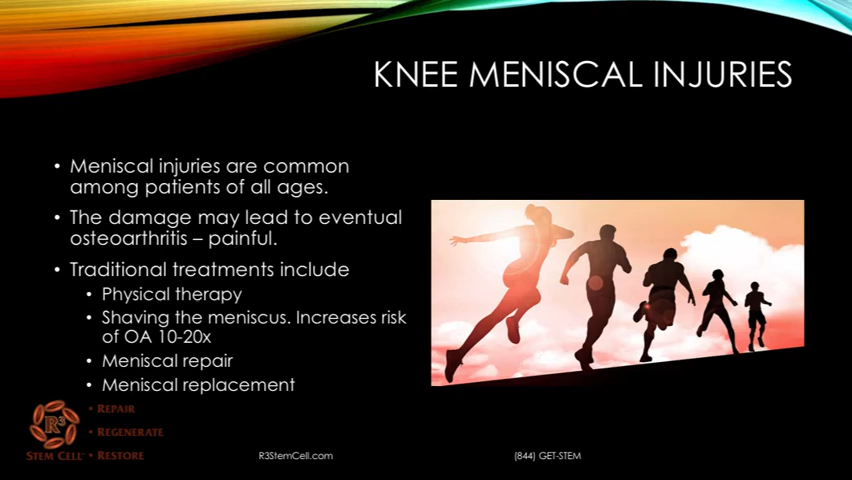 KNEE MENISCAL INJURIES
• Meniscal injuries are common
among patients of all ages.
• The damage may lead to eventual
osteoarthritis – painful.
• Traditional treatments include
• Physical therapy
• Shaving the meniscus. Increases risk
of OA 10-20x
• Meniscal repair
• Meniscal replacement
R³
STEM CELL
• REPAIR
• REGENERATE
• RESTORE
R3StemCell.com
(844) GET-STEM